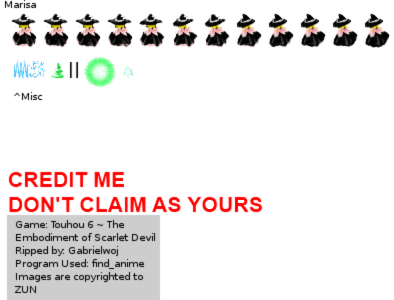 Marisa
^Misc
CREDIT ME
DON'T CLAIM AS YOURS
Game: Touhou 6 ~ The
Embodiment of Scarlet Devil
Ripped by: Gabrielwoj
Program Used: find_anime
Images are copyrighted to
ZUN